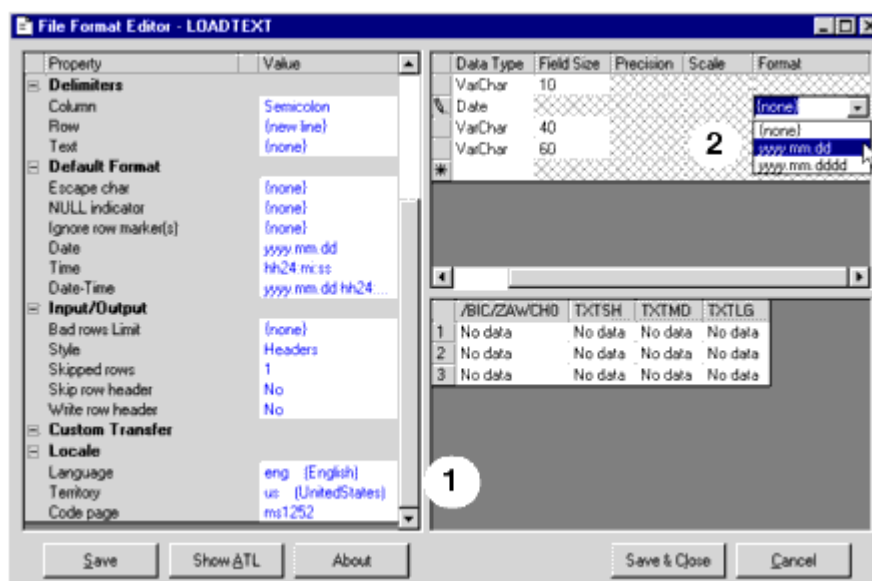 File Format Editor - LOADTEXT
Property Value
Delimiters
Column Semicolon
Row {new line}
Text {none}
Default Format
Escape char {none}
NULL indicator {none}
Ignore row marker(s) {none}
Date yyyy.mm.dd
Time hh24:mi:ss
Date-Time yyyy.mm.dd hh24:...
Input/Output
Bad rows Limit {none}
Style Headers
Skipped rows 1
Skip row header No
Write row header No
Custom Transfer
Locale
Language eng (English)
Territory us (UnitedStates)
Code page ms1252
1
Data Type Field Size Precision Scale Format
VarChar 10
Date {none}
VarChar 40 {none}
VarChar 60 yyyy.mm.dd
yyyy.mm.dddd
2
/BIC/ZAWCH0 TXTSH TXTMD TXTLG
1 No data No data No data No data
2 No data No data No data No data
3 No data No data No data No data
Save Show ATL About Save & Close Cancel